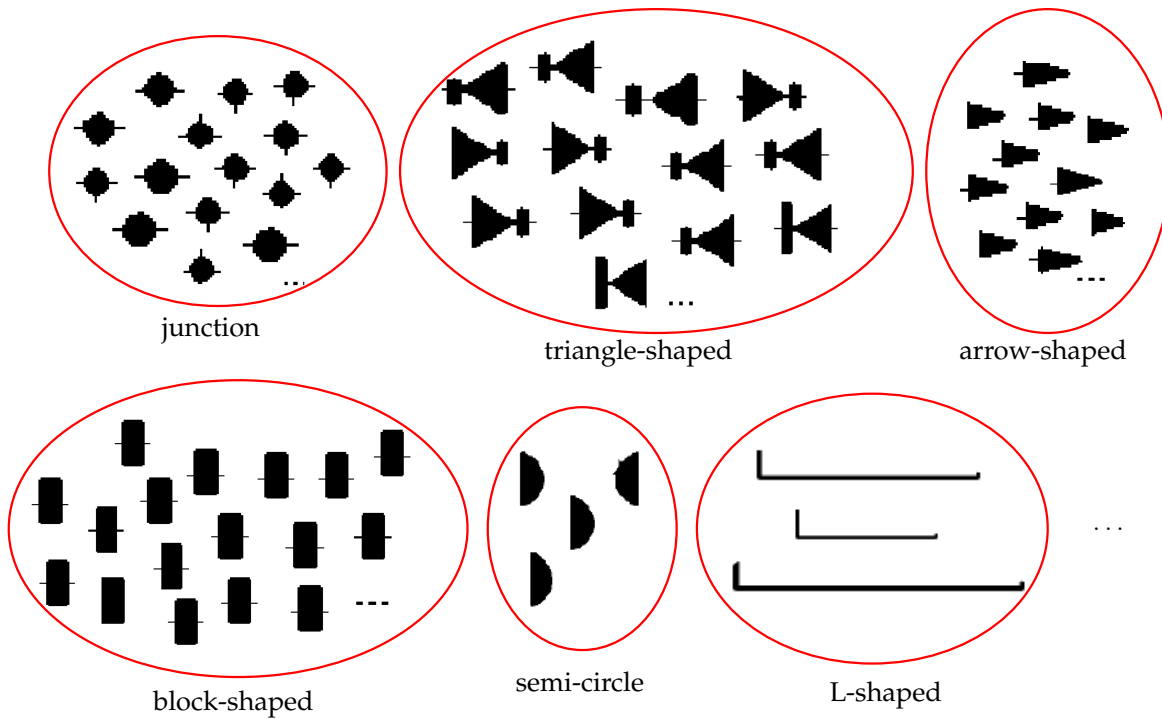 junction
triangle-shaped
arrow-shaped
block-shaped
semi-circle
L-shaped
...